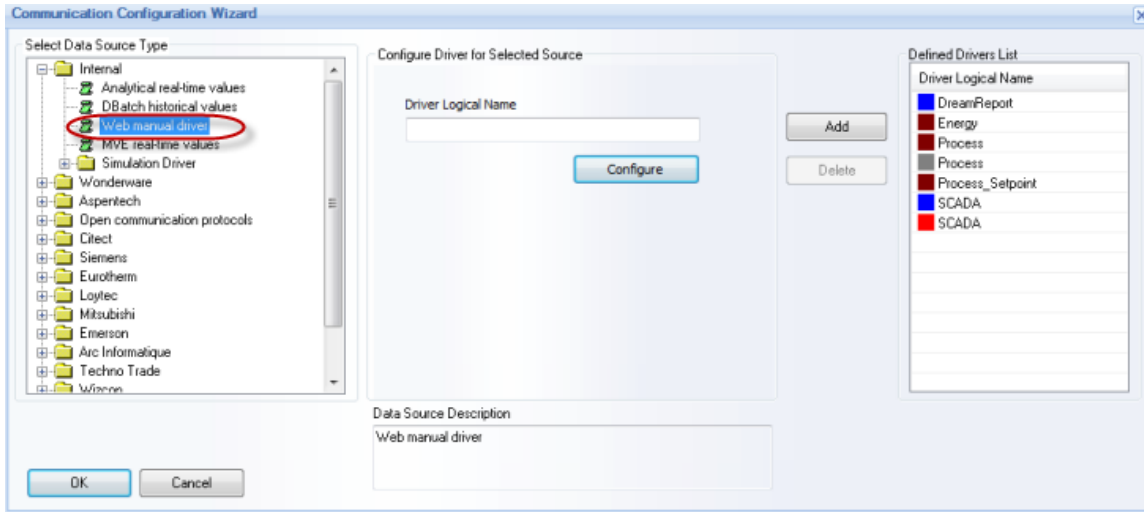 Communication Configuration Wizard
Select Data Source Type
Internal
Analytical real-time values
DBatch historical values
Web manual driver
MVE real-time values
Simulation Driver
Wonderware
Aspentech
Open communication protocols
Citect
Siemens
Eurotherm
Loytec
Mitsubishi
Emerson
Arc Informatique
Techno Trade
Wizcon
OK
Cancel
Configure Driver for Selected Source
Driver Logical Name
Configure
Data Source Description
Web manual driver
Add
Delete
Defined Drivers List
Driver Logical Name
DreamReport
Energy
Process
Process
Process_Setpoint
SCADA
SCADA